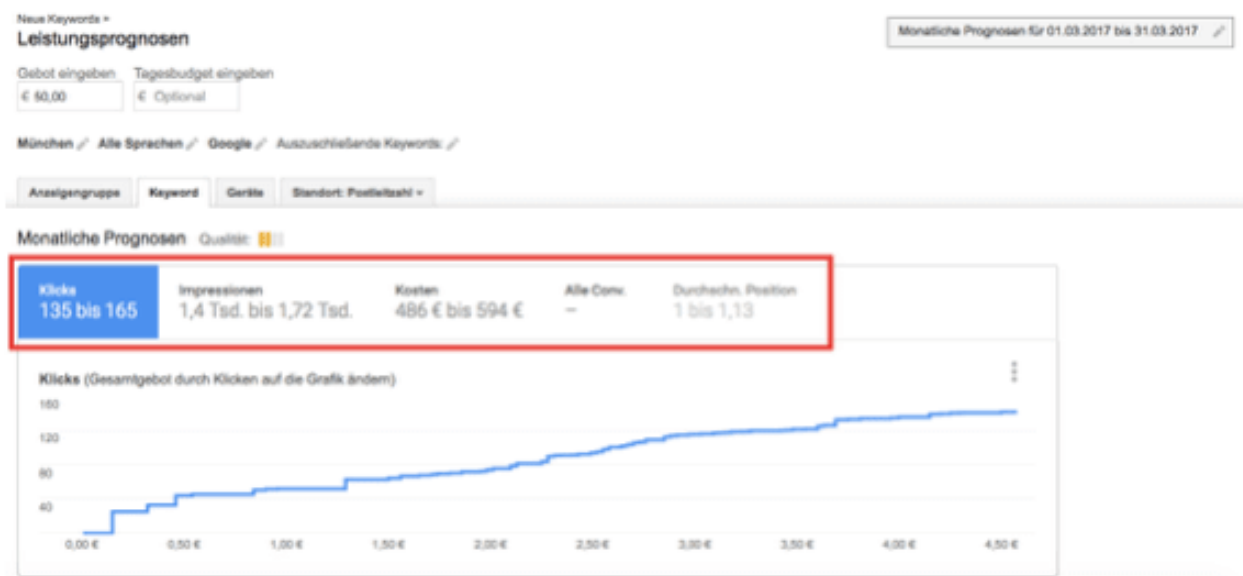 Neue Keywords »
Leistungsprognosen
Monatliche Prognosen für 01.03.2017 bis 31.03.2017
Gebot eingeben Tagesbudget eingeben
€ 50,00 € Optional
München Alle Sprachen Google Auszuschließende Keywords:
Anzeigengruppe Keyword Geräte Standort: Postleitzahl
Monatliche Prognosen Qualität:
Klicks Impressionen Kosten Alle Conv. Durchschn. Position
135 bis 165 1,4 Tsd. bis 1,72 Tsd. 486 € bis 594 € – 1 bis 1,13
Klicks (Gesamtgebot durch Klicken auf die Grafik ändern)
160
120
80
40
0,00 € 0,50 € 1,00 € 1,50 € 2,00 € 2,50 € 3,00 € 3,50 € 4,00 € 4,50 €